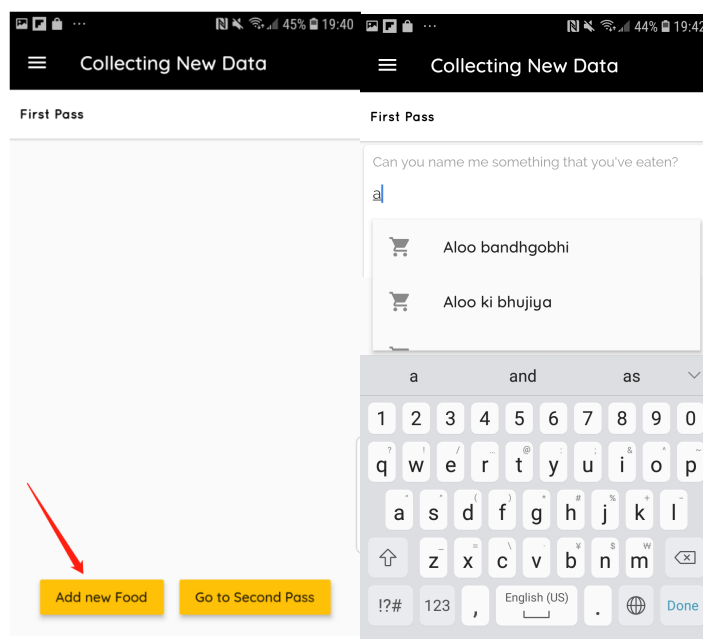 45% 19:40
Collecting New Data
First Pass
Add new Food
Go to Second Pass
44% 19:42
Collecting New Data
First Pass
Can you name me something that you've eaten?
a
Aloo bandhgobhi
Aloo ki bhujiya
a and as
1 2 3 4 5 6 7 8 9 0
q w e r t y u i o p
a s d f g h j k l
z x c v b n m
!?# 123 , English (US) . Done